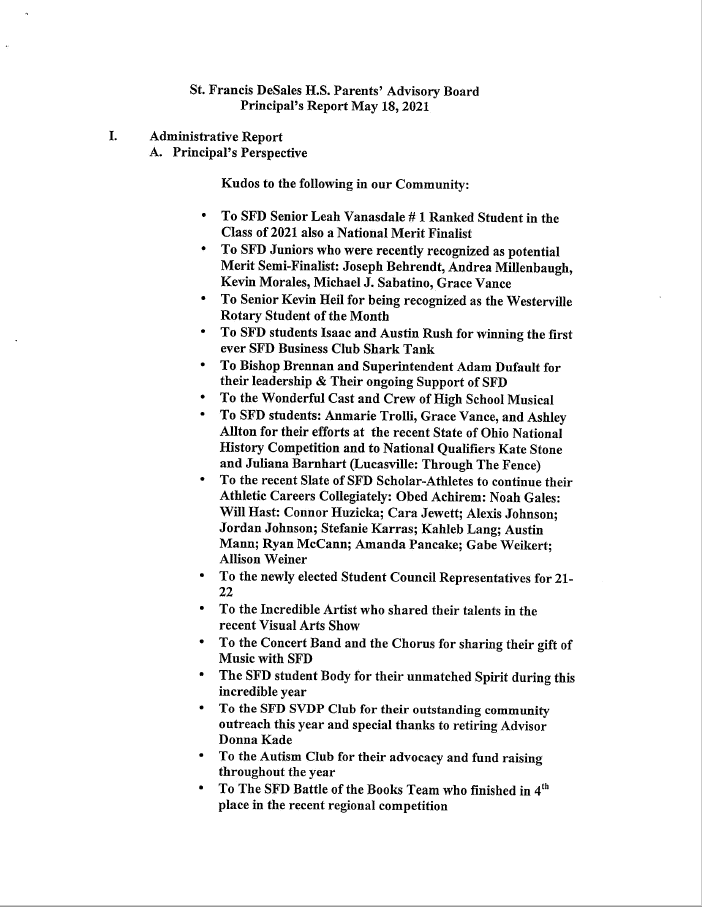 St. Francis DeSales H.S. Parents' Advisory Board
Principal's Report May 18, 2021
I. Administrative Report
A. Principal's Perspective
Kudos to the following in our Community:
• To SFD Senior Leah Vanasdale # 1 Ranked Student in the
Class of 2021 also a National Merit Finalist
• To SFD Juniors who were recently recognized as potential
Merit Semi-Finalist: Joseph Behrendt, Andrea Millenbaugh,
Kevin Morales, Michael J. Sabatino, Grace Vance
• To Senior Kevin Heil for being recognized as the Westerville
Rotary Student of the Month
• To SFD students Isaac and Austin Rush for winning the first
ever SFD Business Club Shark Tank
• To Bishop Brennan and Superintendent Adam Dufault for
their leadership & Their ongoing Support of SFD
• To the Wonderful Cast and Crew of High School Musical
• To SFD students: Anmarie Trolli, Grace Vance, and Ashley
Allton for their efforts at the recent State of Ohio National
History Competition and to National Qualifiers Kate Stone
and Juliana Barnhart (Lucasville: Through The Fence)
• To the recent Slate of SFD Scholar-Athletes to continue their
Athletic Careers Collegiately: Obed Achirem: Noah Gales:
Will Hast: Connor Huzicka; Cara Jewett; Alexis Johnson;
Jordan Johnson; Stefanie Karras; Kahleb Lang; Austin
Mann; Ryan McCann; Amanda Pancake; Gabe Weikert;
Allison Weiner
• To the newly elected Student Council Representatives for 21-
22
• To the Incredible Artist who shared their talents in the
recent Visual Arts Show
• To the Concert Band and the Chorus for sharing their gift of
Music with SFD
• The SFD student Body for their unmatched Spirit during this
incredible year
• To the SFD SVDP Club for their outstanding community
outreach this year and special thanks to retiring Advisor
Donna Kade
• To the Autism Club for their advocacy and fund raising
throughout the year
• To The SFD Battle of the Books Team who finished in 4th
place in the recent regional competition